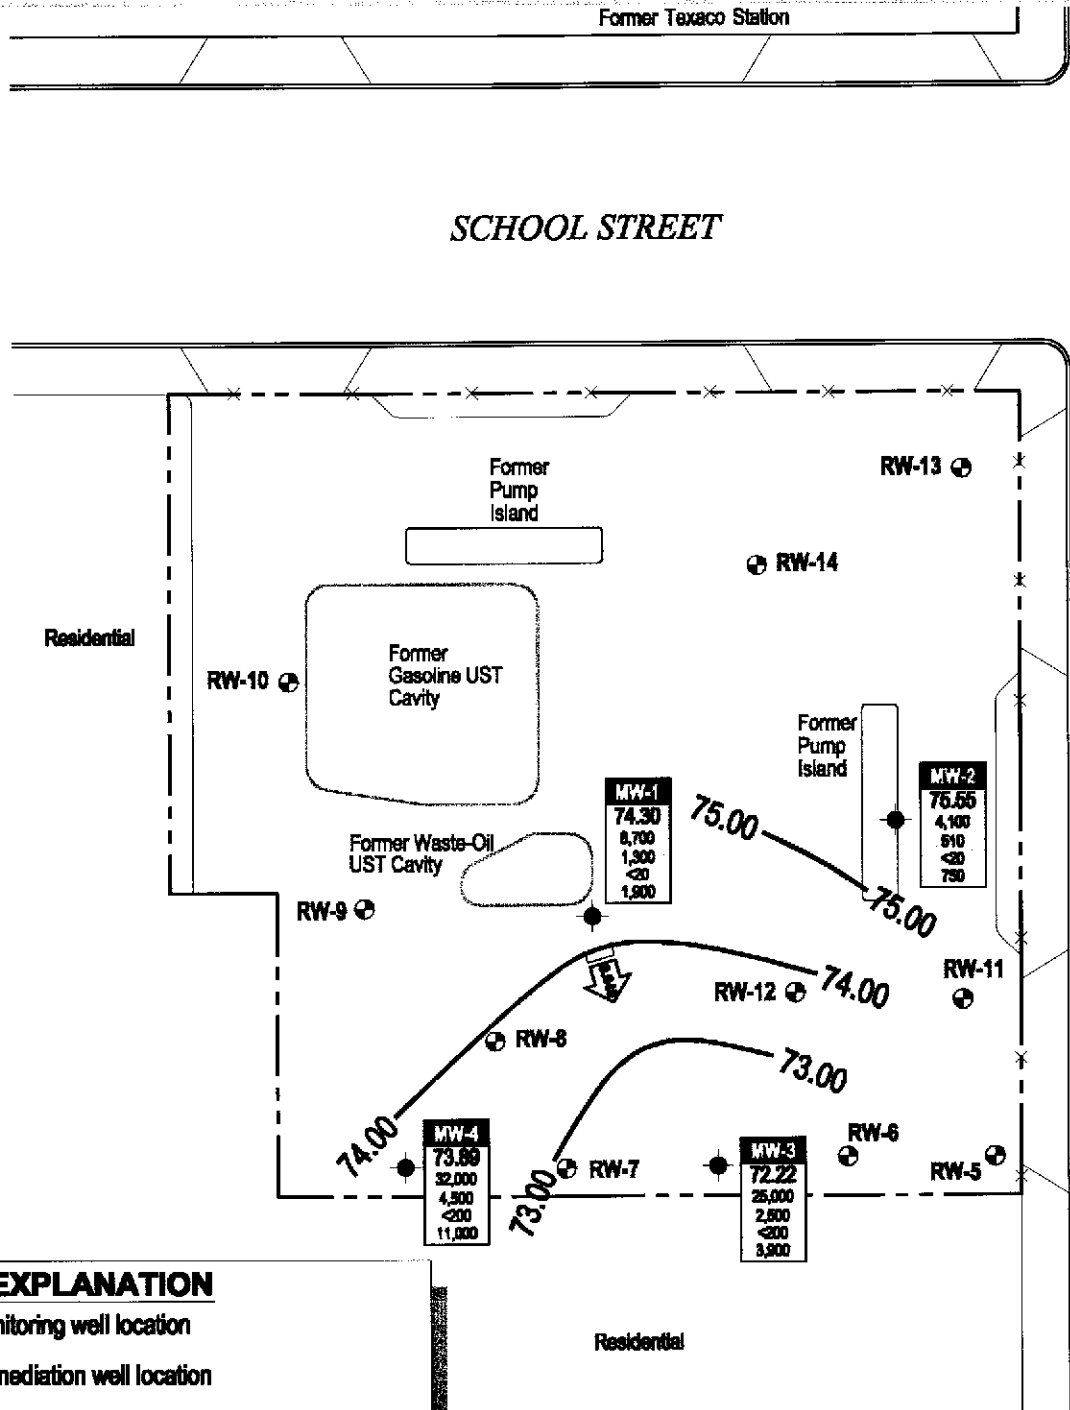 Former Texaco Station
SCHOOL STREET
Former
Pump
Island
RW-13
RW-14
Residential
RW-10
Former
Gasoline UST
Cavity
Former
Pump
Island
MW-2
75.55
4,100
510
<20
750
MW-1
74.30
8,700
1,300
<20
1,900
75.00
75.00
Former Waste-Oil
UST Cavity
RW-9
RW-11
RW-12
74.00
RW-8
73.00
74.00
MW-4
73.89
32,000
4,500
<200
11,000
73.00
RW-7
MW-3
72.22
25,000
2,500
<200
3,900
RW-6
RW-5
EXPLANATION
nitoring well location
mediation well location
Residential